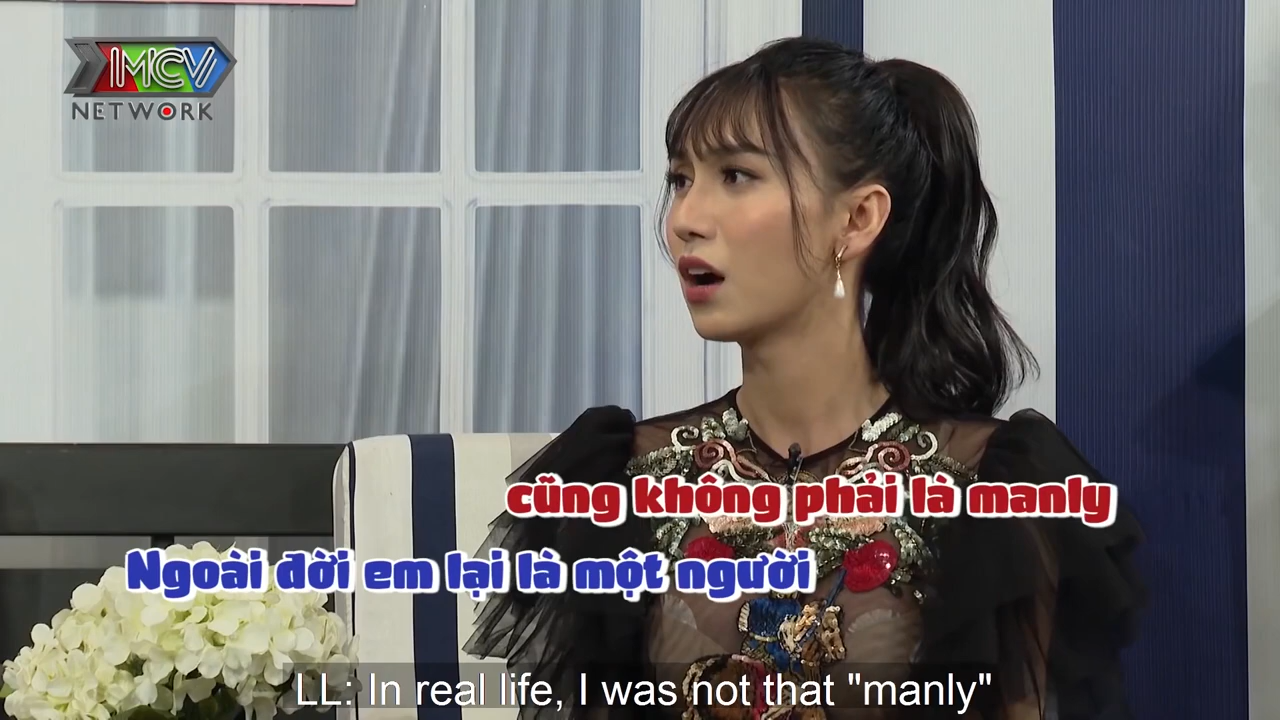 MCV
NETWORK
cũng không phải là manly
Ngoài đời em lại là một người
LL: In real life, I was not that "manly"